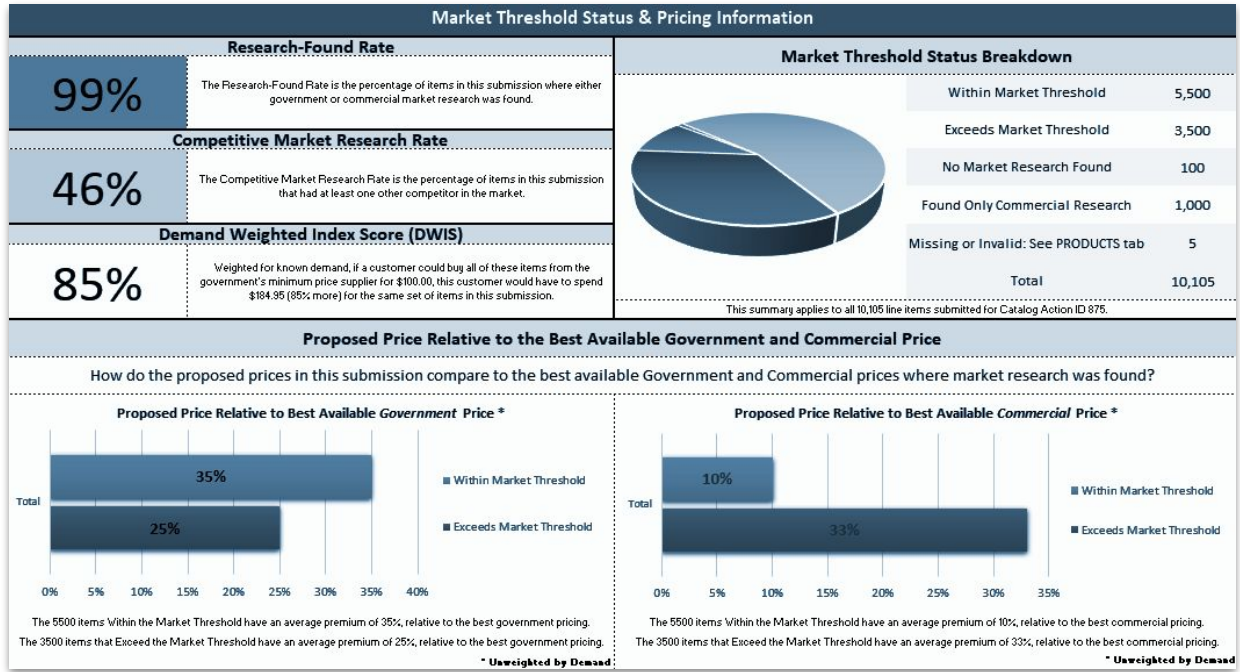 Market Threshold Status & Pricing Information
Research-Found Rate
99%
The Research-Found Rate is the percentage of items in this submission where either
government or commercial market research was found.
Competitive Market Research Rate
46%
The Competitive Market Research Rate is the percentage of items in this submission
that had at least one other competitor in the market.
Demand Weighted Index Score (DWIS)
85%
Weighted for known demand, if a customer could buy all of these items from the
government's minimum price supplier for $100.00, this customer would have to spend
$184.95 (85% more) for the same set of items in this submission.
Market Threshold Status Breakdown
Within Market Threshold 5,500
Exceeds Market Threshold 3,500
No Market Research Found 100
Found Only Commercial Research 1,000
Missing or Invalid: See PRODUCTS tab 5
Total 10,105
This summary applies to all 10,105 line items submitted for Catalog Action ID 875.
Proposed Price Relative to the Best Available Government and Commercial Price
How do the proposed prices in this submission compare to the best available Government and Commercial prices where market research was found?
Proposed Price Relative to Best Available Government Price *
35%
Total
25%
Within Market Threshold
Exceeds Market Threshold
0% 5% 10% 15% 20% 25% 30% 35% 40%
The 5500 items Within the Market Threshold have an average premium of 35%, relative to the best government pricing.
The 3500 items that Exceed the Market Threshold have an average premium of 25%, relative to the best government pricing.
* Unweighted by Demand
Proposed Price Relative to Best Available Commercial Price *
10%
Total
33%
Within Market Threshold
Exceeds Market Threshold
0% 5% 10% 15% 20% 25% 30% 35%
The 5500 items Within the Market Threshold have an average premium of 10%, relative to the best commercial pricing.
The 3500 items that Exceed the Market Threshold have an average premium of 33%, relative to the best commercial pricing.
* Unweighted by Demand